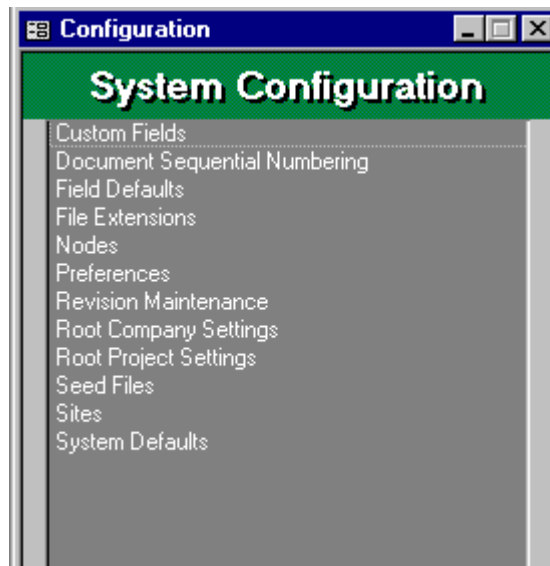 Configuration
System Configuration
Custom Fields
Document Sequential Numbering
Field Defaults
File Extensions
Nodes
Preferences
Revision Maintenance
Root Company Settings
Root Project Settings
Seed Files
Sites
System Defaults